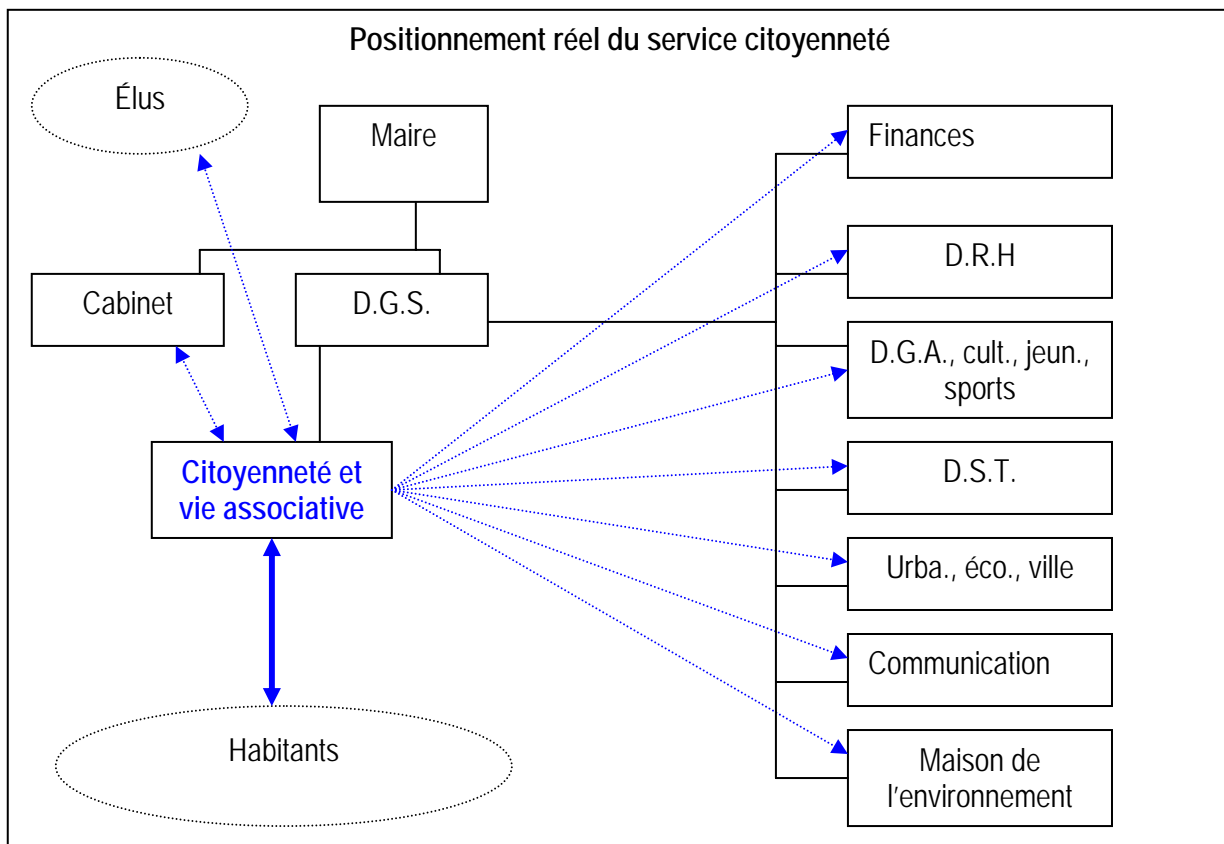 Positionnement réel du service citoyenneté
Élus
Maire
Finances
Cabinet
D.G.S.
D.R.H
D.G.A., cult., jeun.,
sports
Citoyenneté et
vie associative
D.S.T.
Urba., éco., ville
Communication
Habitants
Maison de
l'environnement